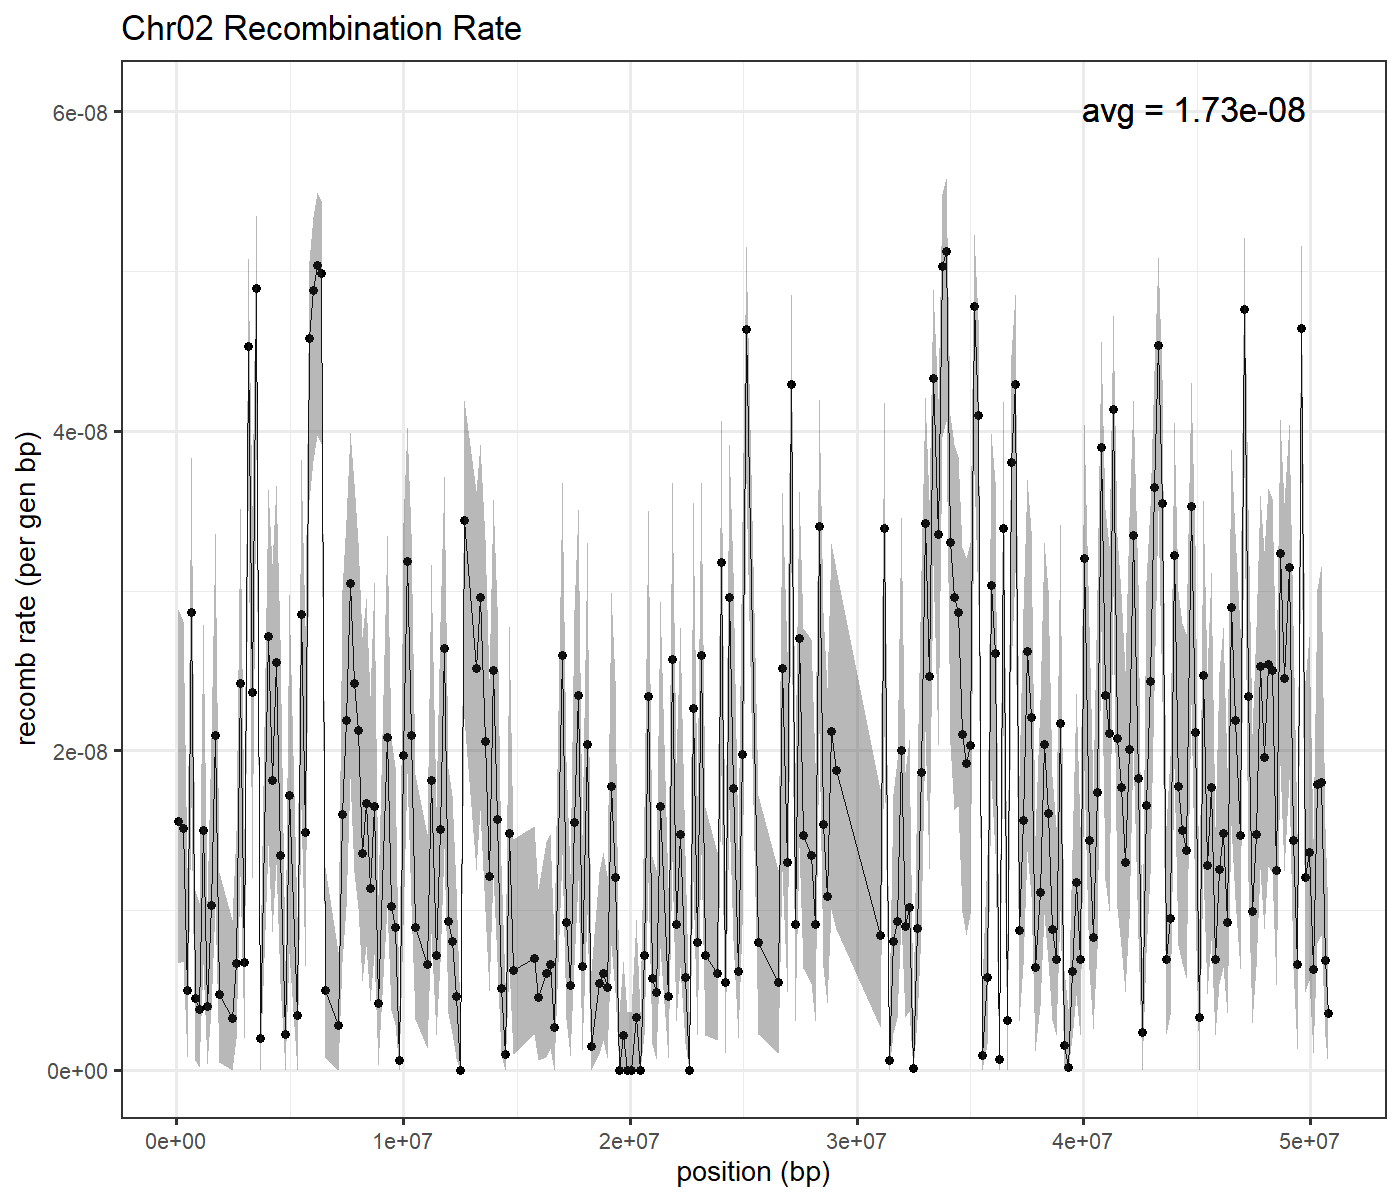 Chr02 Recombination Rate
avg = 1.73e-08
6e-08
4e-08
2e-08
0e+00
recomb rate (per gen bp)
0e+00 1e+07 2e+07 3e+07 4e+07 5e+07
position (bp)